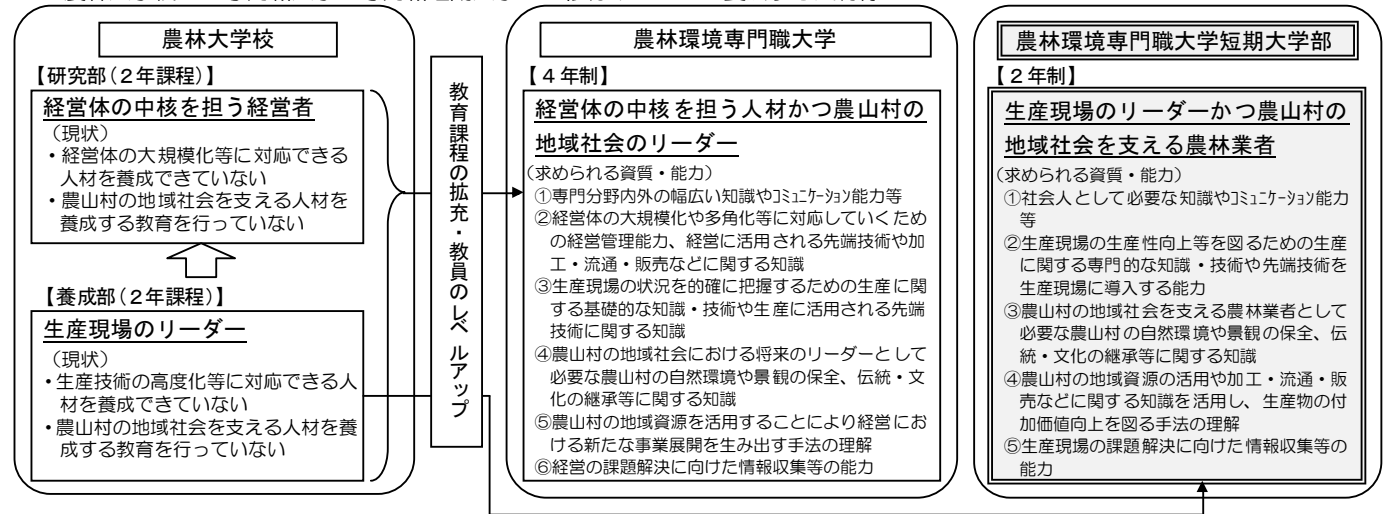 農林大学校
【研究部（２年課程）】
経営体の中核を担う経営者
（現状）
・経営体の大規模化等に対応できる
人材を養成できていない
・農山村の地域社会を支える人材を
養成する教育を行っていない
【養成部（２年課程）】
生産現場のリーダー
（現状）
・生産技術の高度化等に対応できる人
材を養成できていない
・農山村の地域社会を支える人材を養
成する教育を行っていない
教育課程の拡充・教員のレベルアップ
農林環境専門職大学
【４年制】
経営体の中核を担う人材かつ農山村の
地域社会のリーダー
（求められる資質・能力）
①専門分野内外の幅広い知識やｺﾐｭﾆｹｰｼｮﾝ能力等
②経営体の大規模化や多角化等に対応していくため
の経営管理能力、経営に活用される先端技術や加
工・流通・販売などに関する知識
③生産現場の状況を的確に把握するための生産に関
する基礎的な知識・技術や生産に活用される先端
技術に関する知識
④農山村の地域社会における将来のリーダーとして
必要な農山村の自然環境や景観の保全、伝統・文
化の継承等に関する知識
⑤農山村の地域資源を活用することにより経営にお
ける新たな事業展開を生み出す手法の理解
⑥経営の課題解決に向けた情報収集等の能力
農林環境専門職大学短期大学部
【２年制】
生産現場のリーダーかつ農山村の
地域社会を支える農林業者
（求められる資質・能力）
①社会人として必要な知識やｺﾐｭﾆｹｰｼｮﾝ能力
等
②生産現場の生産性向上等を図るための生産
に関する専門的な知識・技術や先端技術を
生産現場に導入する能力
③農山村の地域社会を支える農林業者として
必要な農山村の自然環境や景観の保全、伝
統・文化の継承等に関する知識
④農山村の地域資源の活用や加工・流通・販
売などに関する知識を活用し、生産物の付
加価値向上を図る手法の理解
⑤生産現場の課題解決に向けた情報収集等の
能力